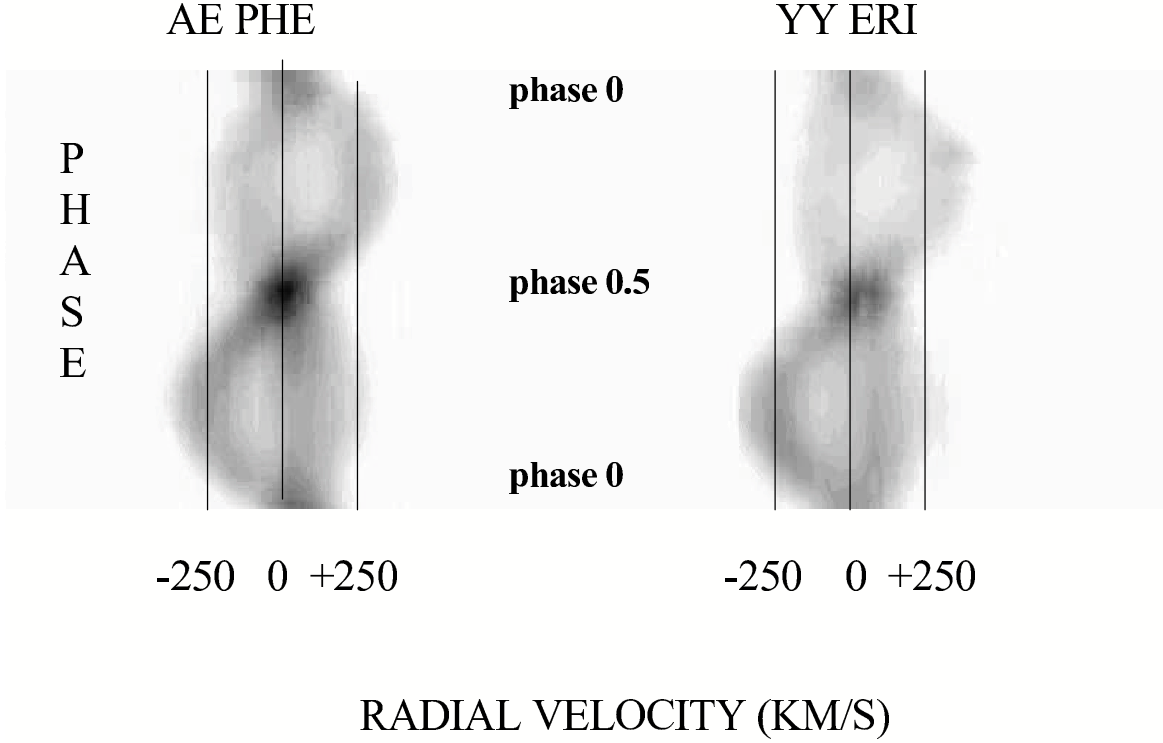 AE PHE
YY ERI
phase 0
P
H
A
S
E
phase 0.5
phase 0
-250 0 +250
-250 0 +250
RADIAL VELOCITY (KM/S)